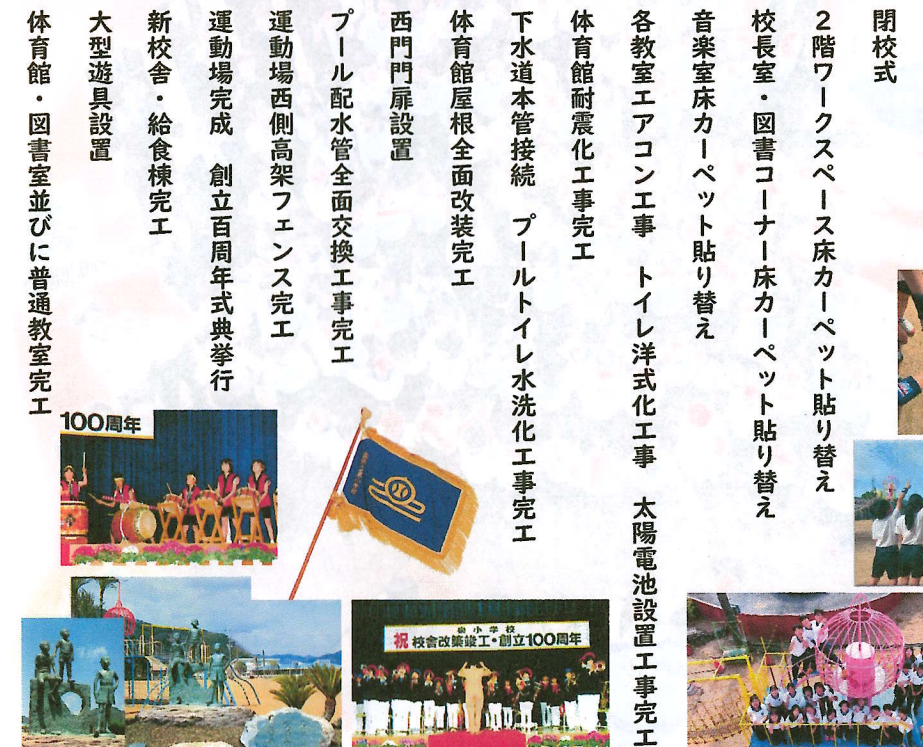 閉校式
2階ワークスペース床カーペット貼り替え
校長室・図書コーナー床カーペット貼り替え
音楽室床カーペット貼り替え
各教室エアコン工事　トイレ洋式化工事　太陽電池設置工事完工
体育館耐震化工事完工
下水道本管接続　プールトイレ水洗化工事完工
体育館屋根全面改装完工
西門門扉設置
プール配水管全面交換工事完工
運動場西側高架フェンス完工
運動場完成　創立百周年式典挙行
新校舎・給食棟完工
大型遊具設置
体育館・図書室並びに普通教室完工
100周年
小学校
祝 校舎改築竣工・創立100周年